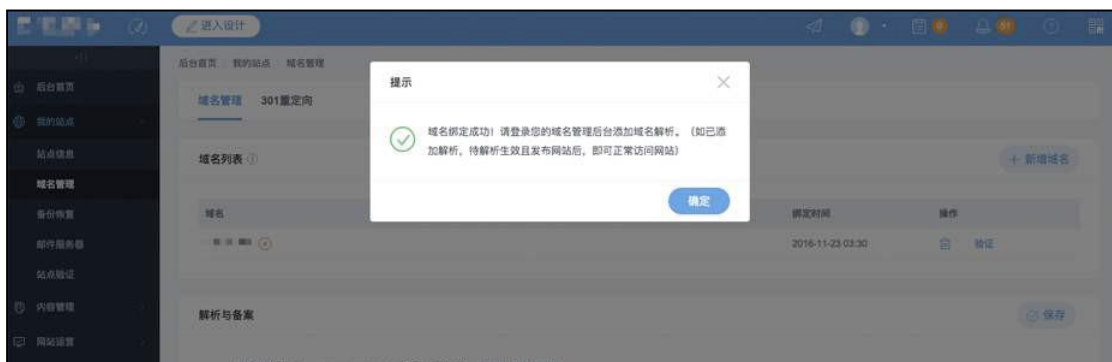 进入设计
0
51
后台首页
我的站点
域名管理
后台首页
我的站点
站点信息
域名管理
备份恢复
邮件服务器
站点验证
内容管理
网站运营
域名管理
301重定向
域名列表
新增域名
提示
域名绑定成功！请登录您的域名管理后台添加域名解析。（如已添
加解析，待解析生效且发布网站后，即可正常访问网站）
确定
域名
绑定时间
操作
2016-11-23 03:30
验证
解析与备案
保存